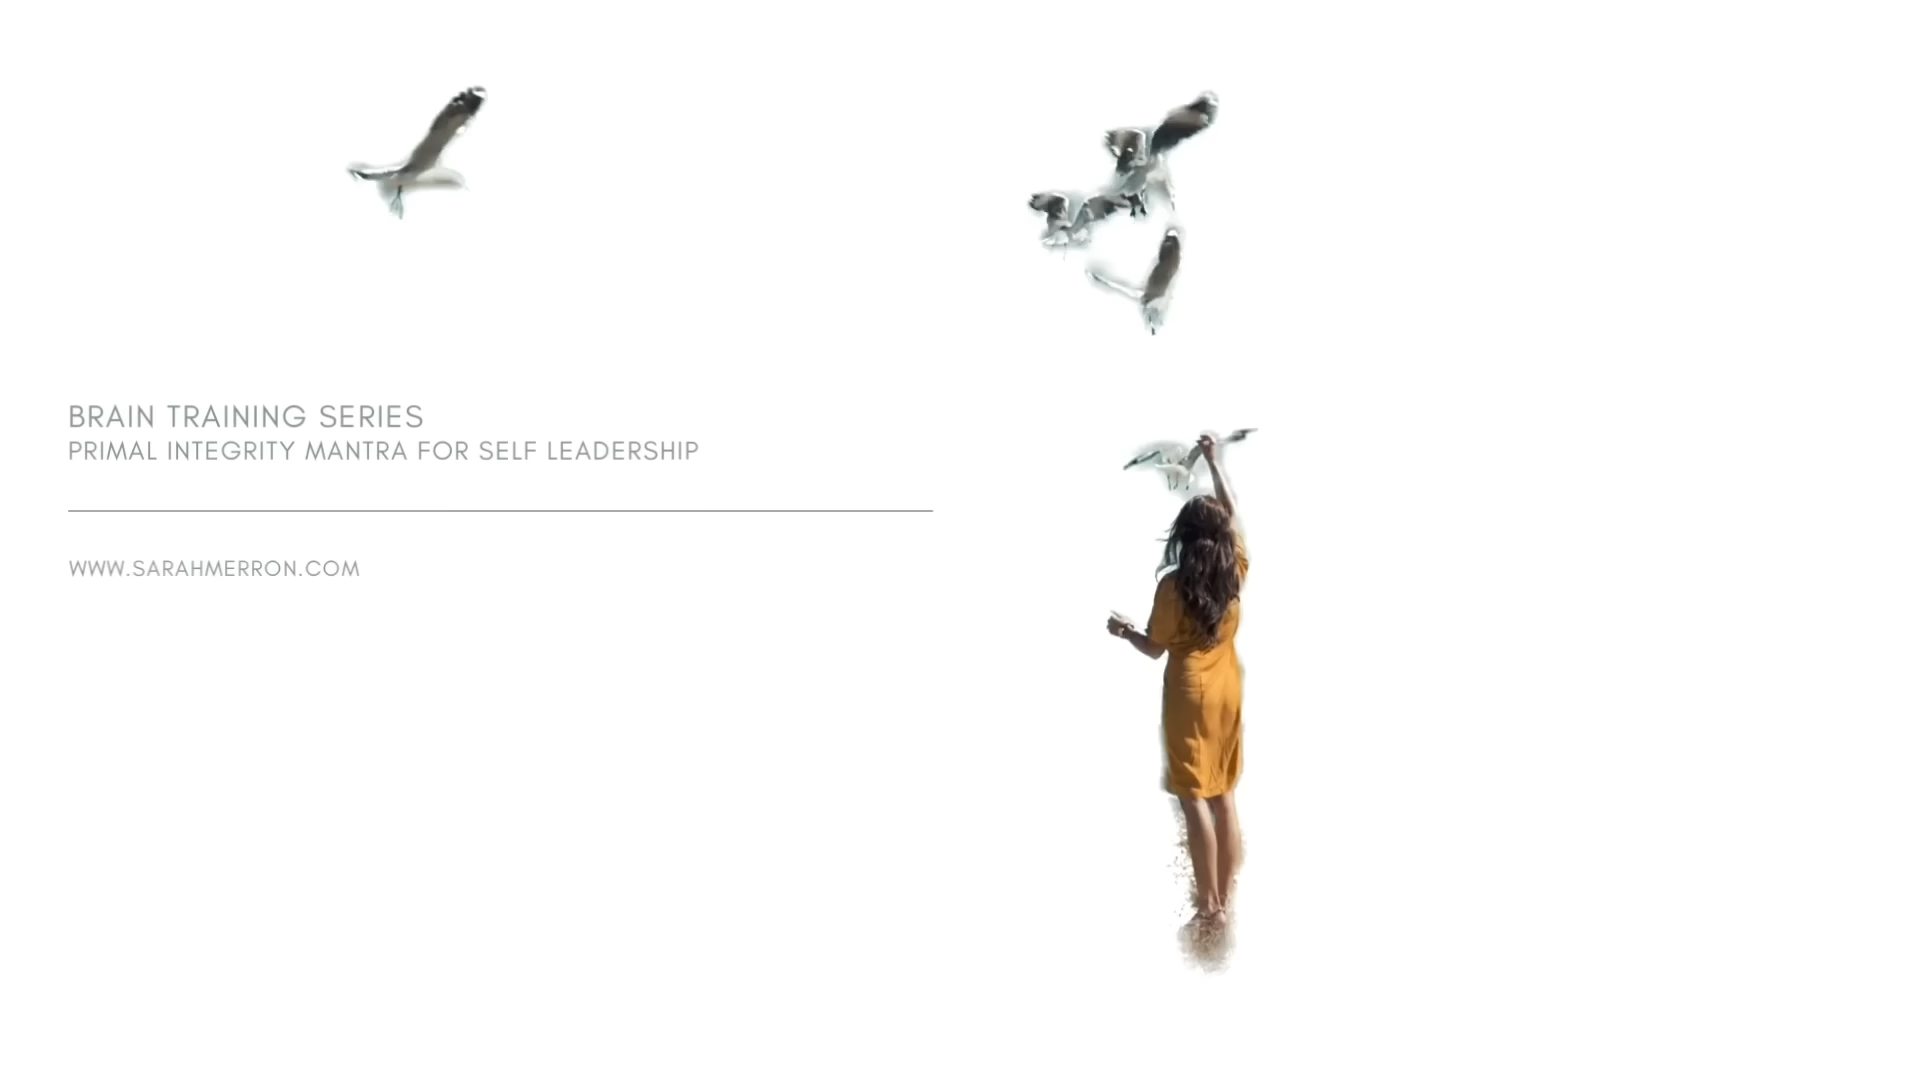 BRAIN TRAINING SERIES
PRIMAL INTEGRITY MANTRA FOR SELF LEADERSHIP
WWW.SARAHMERRON.COM